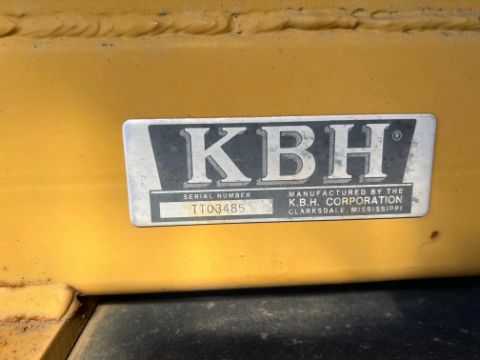 KBH®
SERIAL NUMBER
TT03485
MANUFACTURED BY THE
K.B.H. CORPORATION
CLARKSDALE, MISSISSIPPI